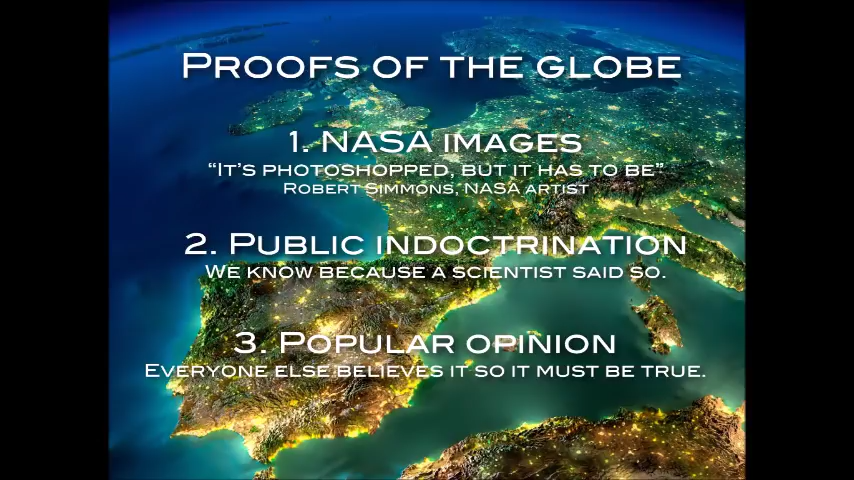 Proofs of the globe
1. NASA images
“It’s photoshopped, but it has to be”
Robert Simmons, NASA artist
2. Public indoctrination
We know because a scientist said so.
3. Popular opinion
Everyone else believes it so it must be true.